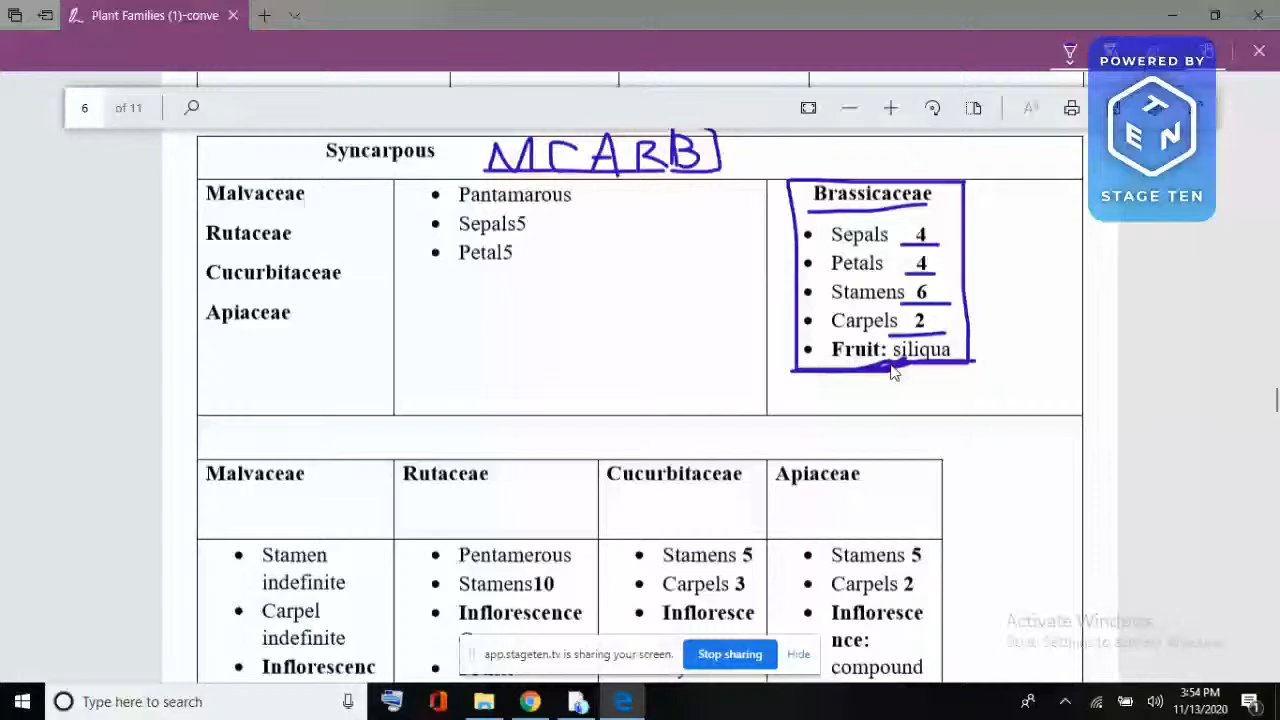 Plant Families (1)-conve
POWERED BY
TEN
STAGE TEN
6 of 11
Syncarpous MCARB
Malvaceae
Rutaceae
Cucurbitaceae
Apiaceae
Pantamarous
Sepals5
Petal5
Brassicaceae
Sepals 4
Petals 4
Stamens 6
Carpels 2
Fruit: siliqua
Malvaceae Rutaceae Cucurbitaceae Apiaceae
Stamen
indefinite
Carpel
indefinite
Inflorescenc
Pentamerous
Stamens10
Inflorescence
Stamens 5
Carpels 3
Infloresce
Stamens 5
Carpels 2
Infloresce
nce:
compound
Activate Windows
app.stageten.tv is sharing your screen. Stop sharing Hide
Type here to search
3:54 PM
11/13/2020